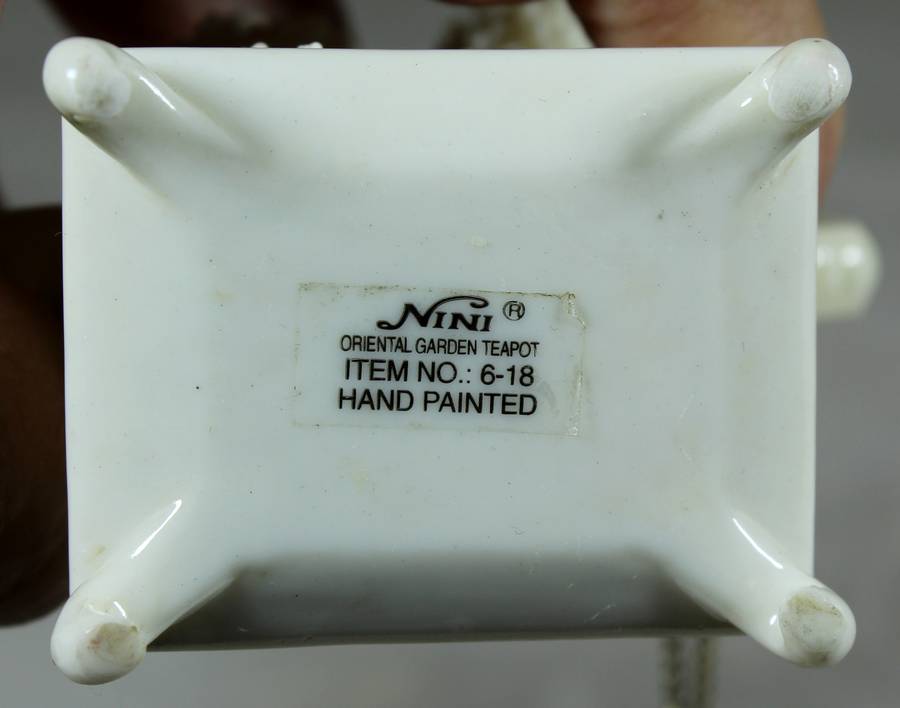 NINI ®
ORIENTAL GARDEN TEAPOT
ITEM NO.: 6-18
HAND PAINTED